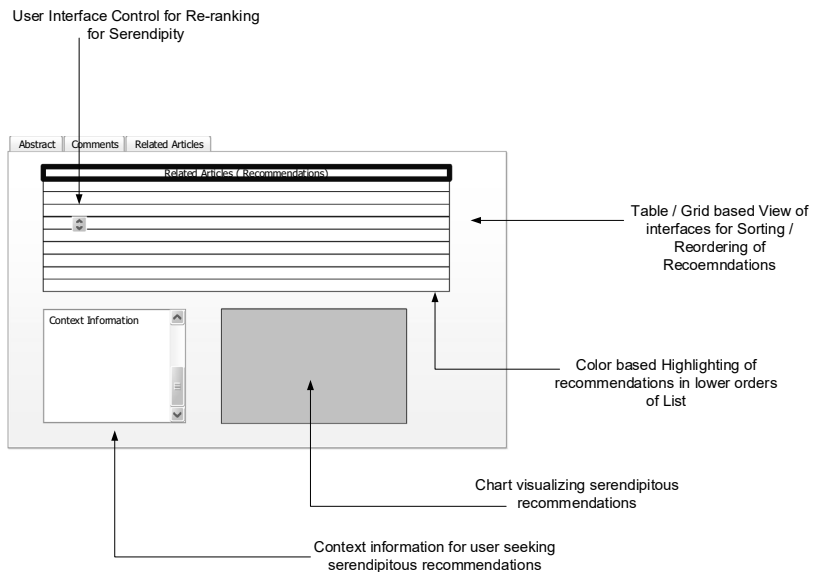 User Interface Control for Re-ranking
for Serendipity
Abstract
Comments
Related Articles
Related Articles ( Recommendations)
Table / Grid based View of
interfaces for Sorting /
Reordering of
Recoemndations
Context Information
Color based Highlighting of
recommendations in lower orders
of List
Chart visualizing serendipitous
recommendations
Context information for user seeking
serendipitous recommendations